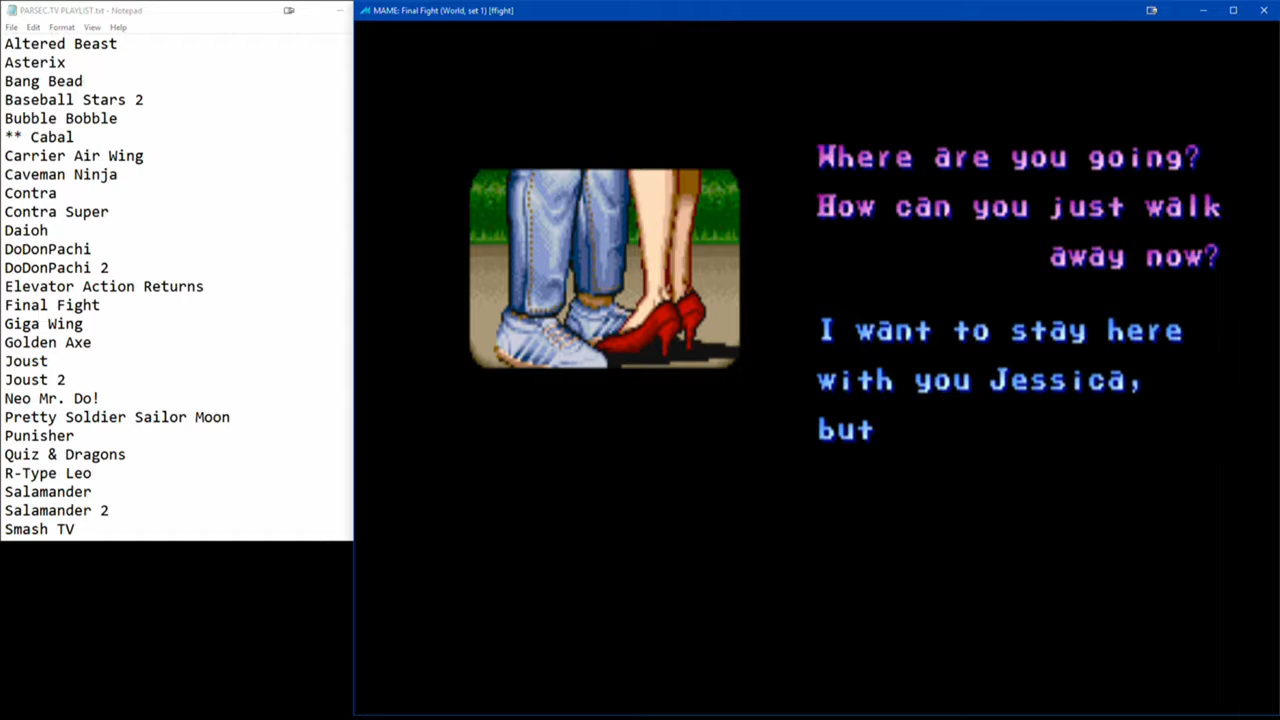 PARSEC.TV PLAYLIST.txt - Notepad
File Edit Format View Help
Altered Beast
Asterix
Bang Bead
Baseball Stars 2
Bubble Bobble
** Cabal
Carrier Air Wing
Caveman Ninja
Contra
Contra Super
Daioh
DoDonPachi
DoDonPachi 2
Elevator Action Returns
Final Fight
Giga Wing
Golden Axe
Joust
Joust 2
Neo Mr. Do!
Pretty Soldier Sailor Moon
Punisher
Quiz & Dragons
R-Type Leo
Salamander
Salamander 2
Smash TV
MAME: Final Fight (World, set 1) [ffight]
Where are you going?
How can you just walk
away now?
I want to stay here
with you Jessica,
but